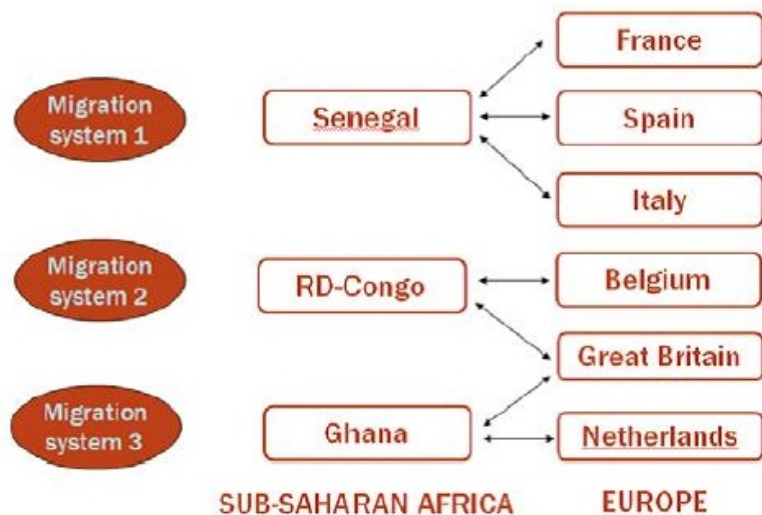 France
Migration
system 1
Senegal
Spain
Italy
Migration
system 2
RD-Congo
Belgium
Great Britain
Migration
system 3
Ghana
Netherlands
SUB-SAHARAN AFRICA
EUROPE